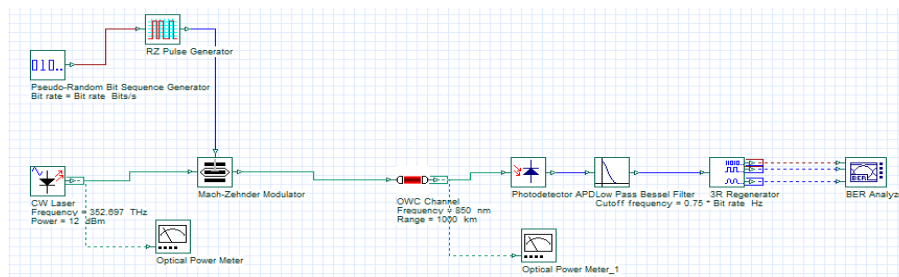 RZ Pulse Generator
010..
Pseudo-Random Bit Sequence Generator
Bit rate = Bit rate Bits/s
Mach-Zehnder Modulator
CW Laser
Frequency = 352.697 THz
Power = 12 dBm
Optical Power Meter
OWC Channel
Frequency = 850 nm
Range = 1000 km
Optical Power Meter_1
Photodetector APD
Low Pass Bessel Filter
Cutoff frequency = 0.75 * Bit rate Hz
3R Regenerator
BER
BER Analyz